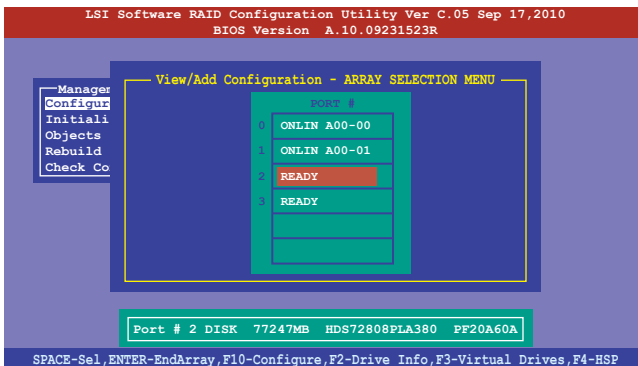 LSI Software RAID Configuration Utility Ver C.05 Sep 17,2010
BIOS Version A.10.09231523R
View/Add Configuration - ARRAY SELECTION MENU
Managem
Configur
Initiali
Objects
Rebuild
Check Co
PORT #
0 ONLIN A00-00
1 ONLIN A00-01
2 READY
3 READY
Port # 2 DISK 77247MB HDS72808PLA380 PF20A60A
SPACE-Sel,ENTER-EndArray,F10-Configure,F2-Drive Info,F3-Virtual Drives,F4-HSP